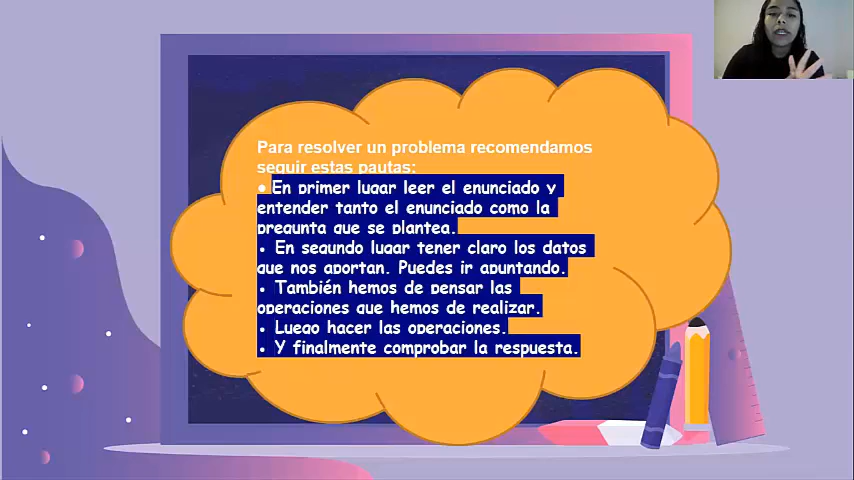 Para resolver un problema recomendamos
seguir estas pautas:
● En primer lugar leer el enunciado y
entender tanto el enunciado como la
pregunta que se plantea.
• En segundo lugar tener claro los datos
que nos aportan. Puedes ir apuntando.
• También hemos de pensar las
operaciones que hemos de realizar.
• Luego hacer las operaciones.
• Y finalmente comprobar la respuesta.